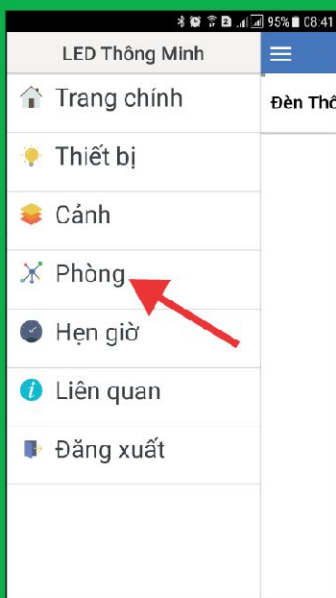 95% 08:41
LED Thông Minh
Trang chính
Đèn Thô
Thiết bị
Cảnh
Phòng
Hẹn giờ
Liên quan
Đăng xuất